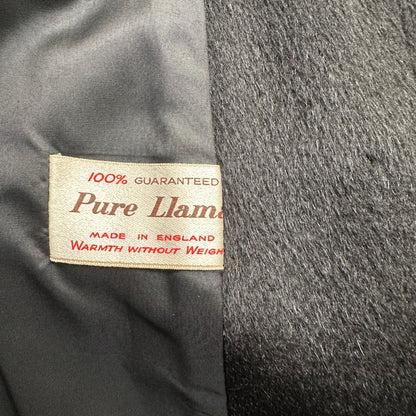 100% GUARANTEED
Pure Llama
MADE IN ENGLAND
WARMTH WITHOUT WEIGH